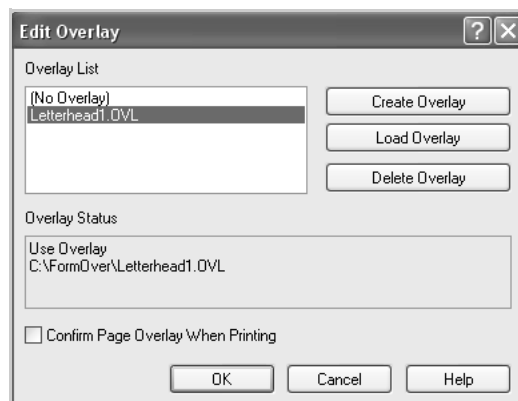 Edit Overlay
Overlay List
(No Overlay)
Letterhead1.OVL
Create Overlay
Load Overlay
Delete Overlay
Overlay Status
Use Overlay
C:\FormOver\Letterhead1.OVL
Confirm Page Overlay When Printing
OK
Cancel
Help